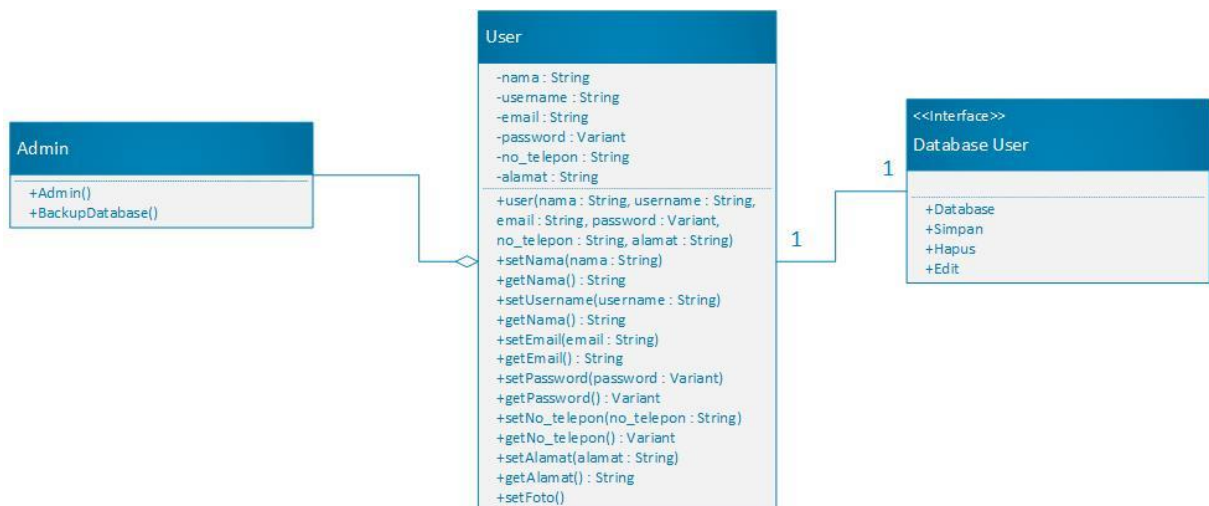 Admin
+Admin()
+BackupDatabase()
User
-nama : String
-username : String
-email : String
-password : Variant
-no_telepon : String
-alamat : String
+user(nama : String, username : String,
email : String, password : Variant,
no_telepon : String, alamat : String)
+setNama(nama : String)
+getNama() : String
+setUsername(username : String)
+getNama() : String
+setEmail(email : String)
+getEmail() : String
+setPassword(password : Variant)
+getPassword() : Variant
+setNo_telepon(no_telepon : String)
+getNo_telepon() : Variant
+setAlamat(alamat : String)
+getAlamat() : String
+setFoto()
1
1
<<Interface>>
Database User
+Database
+Simpan
+Hapus
+Edit